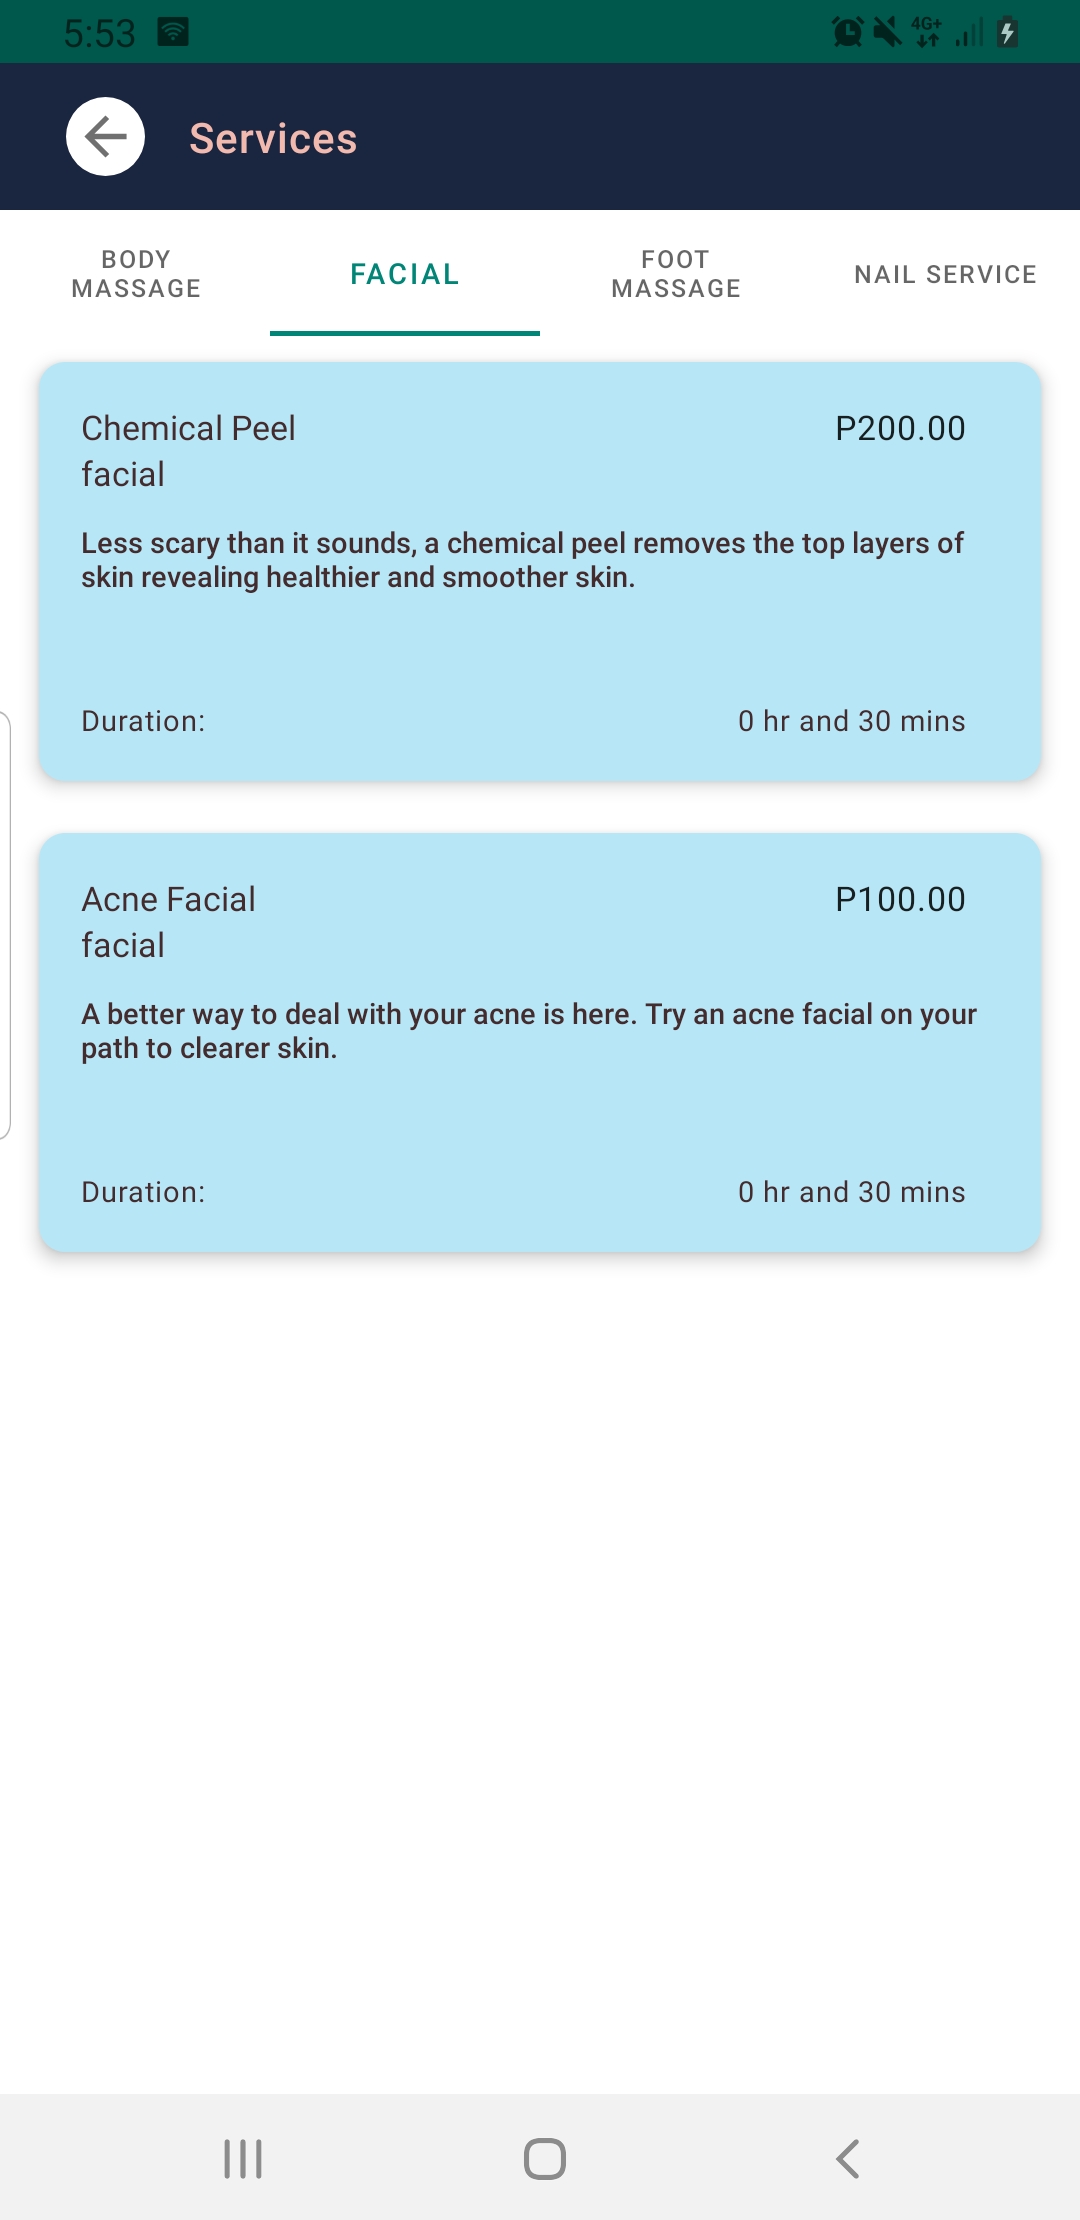 5:53
4G+
Services
BODY
MASSAGE
FACIAL
FOOT
MASSAGE
NAIL SERVICE
Chemical Peel
P200.00
facial
Less scary than it sounds, a chemical peel removes the top layers of
skin revealing healthier and smoother skin.
Duration:
0 hr and 30 mins
Acne Facial
P100.00
facial
A better way to deal with your acne is here. Try an acne facial on your
path to clearer skin.
Duration:
0 hr and 30 mins